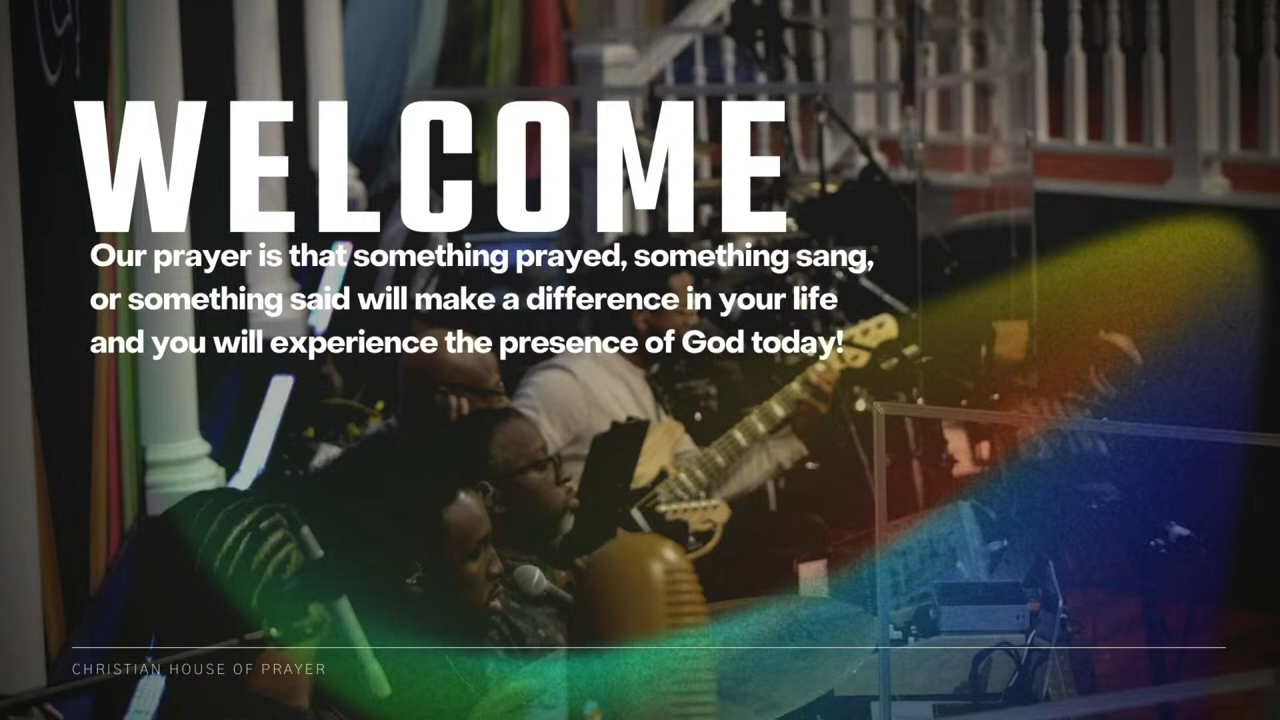 WELCOME
Our prayer is that something prayed, something sang,
or something said will make a difference in your life
and you will experience the presence of God today!
CHRISTIAN HOUSE OF PRAYER